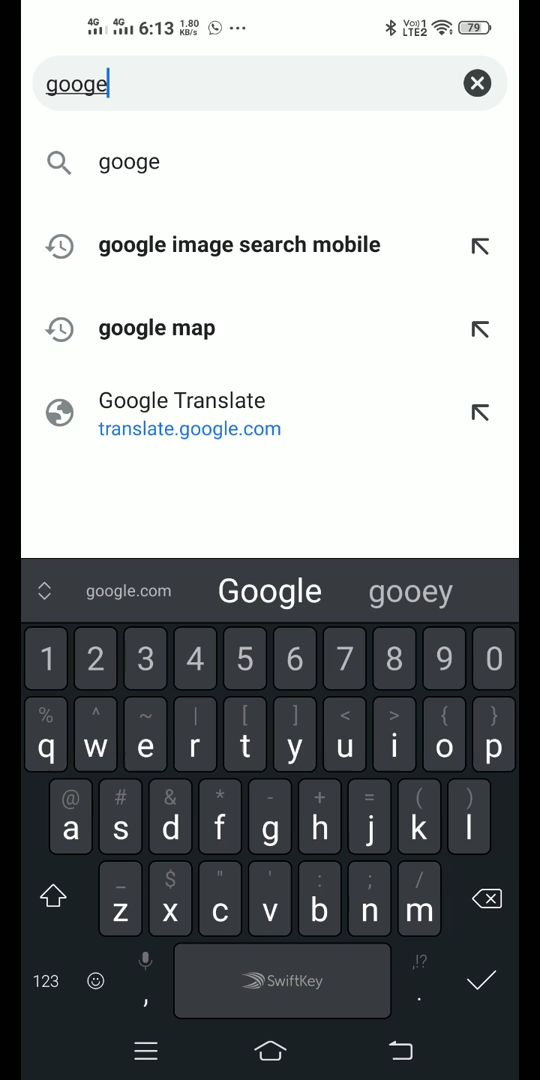 4G 4G 6:13 1.80 KB/s ... Vo)) 1 LTE2 79
googe
googe
google image search mobile
google map
Google Translate
translate.google.com
google.com Google gooey
1 2 3 4 5 6 7 8 9 0
% ^ ~ | [ ] < > { }
q w e r t y u i o p
@ # & * - + = ( )
a s d f g h j k l
_ $ " ' : ; /
z x c v b n m
,!?
123 , SwiftKey .